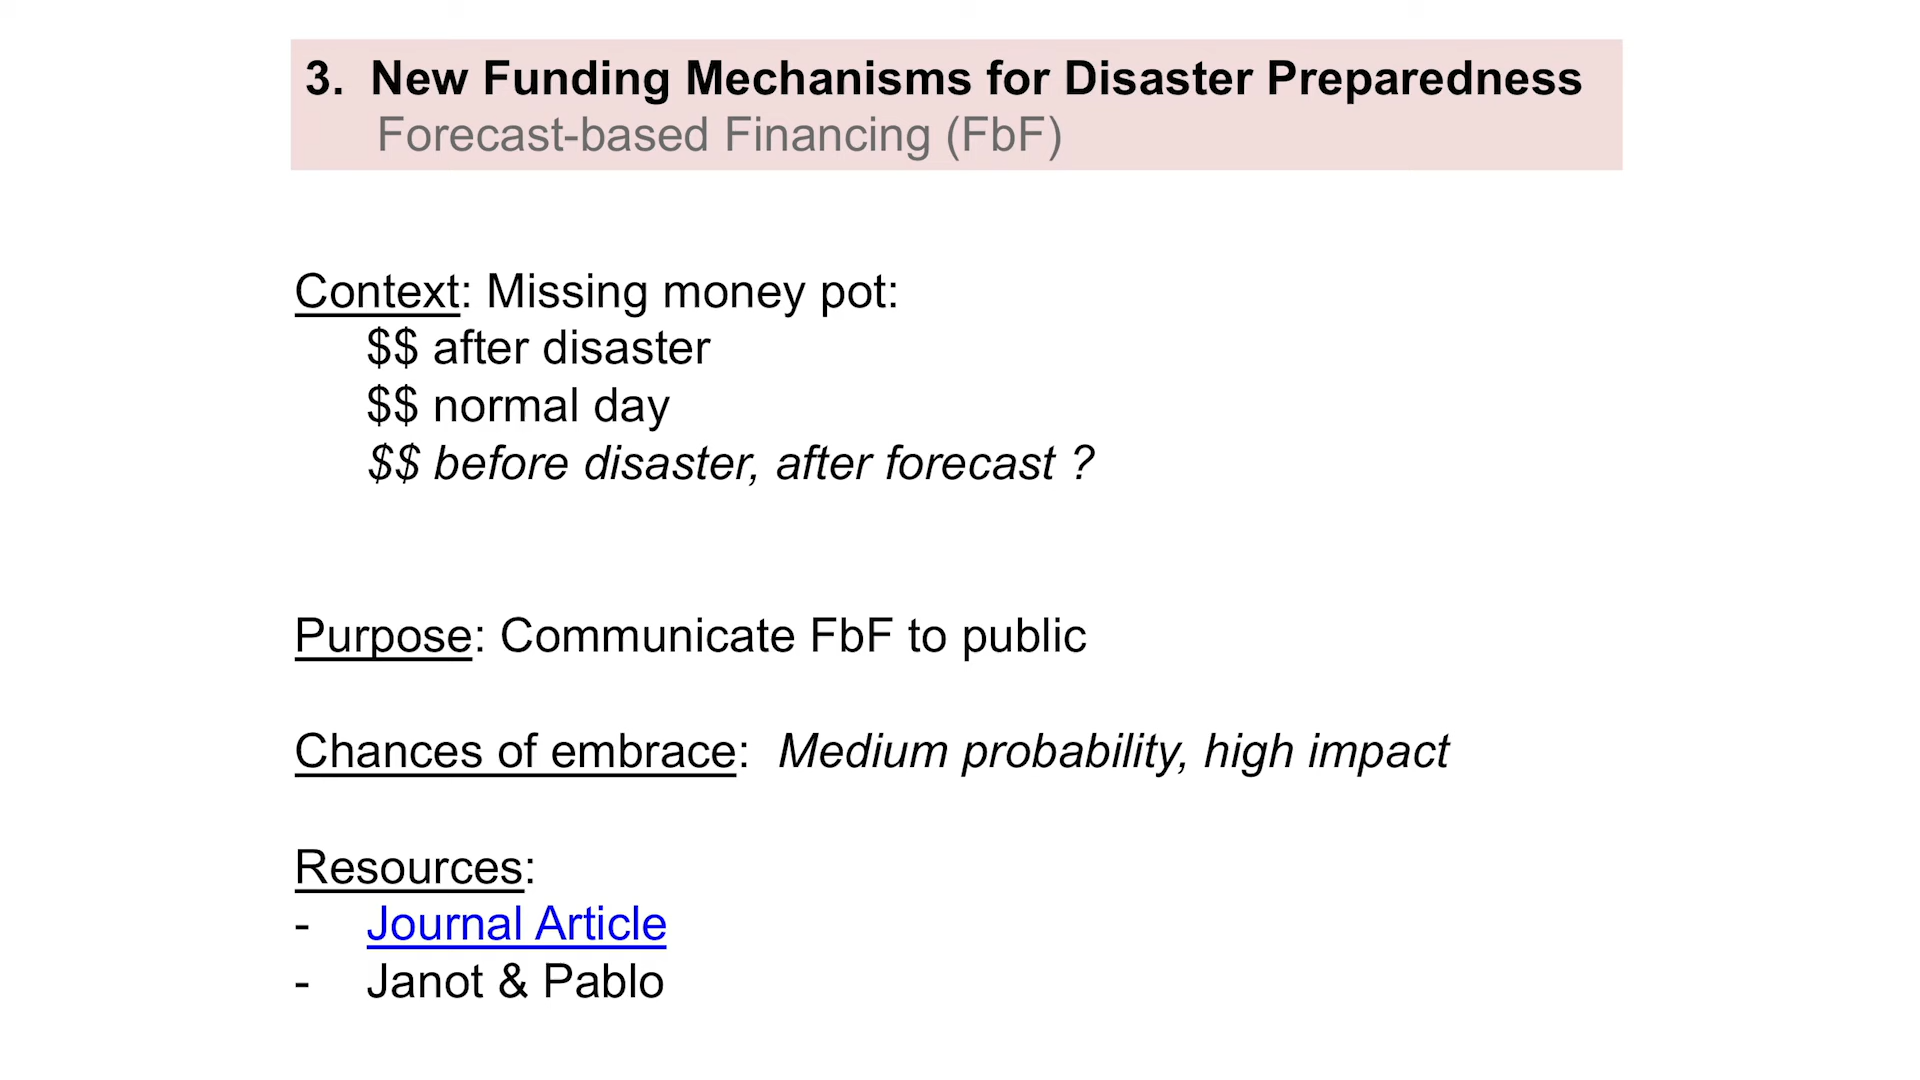 3. New Funding Mechanisms for Disaster Preparedness
Forecast-based Financing (FbF)
Context: Missing money pot:
$$ after disaster
$$ normal day
$$ before disaster, after forecast ?
Purpose: Communicate FbF to public
Chances of embrace: Medium probability, high impact
Resources:
- Journal Article
- Janot & Pablo